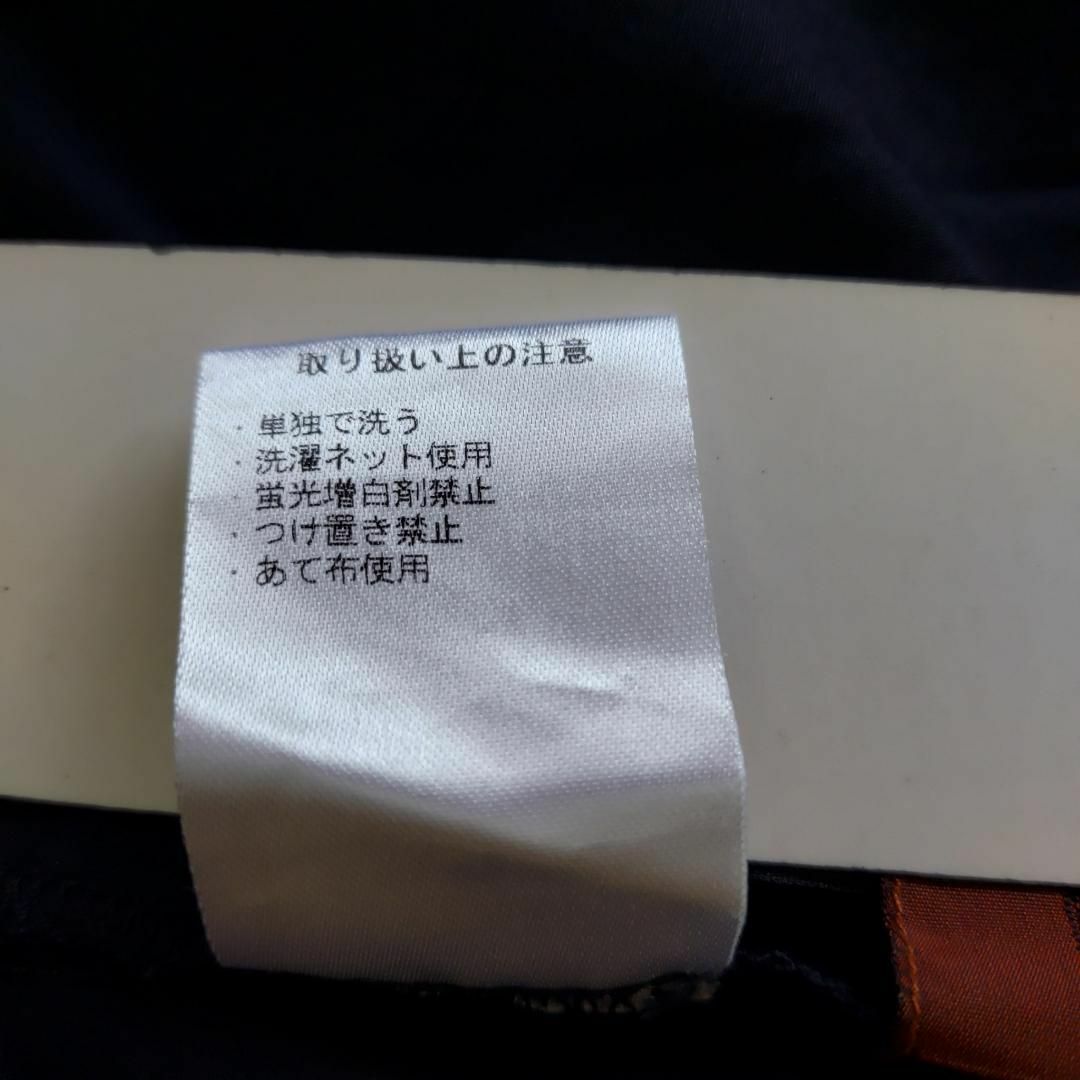 取り扱い上の注意
・単独で洗う
・洗濯ネット使用
・蛍光増白剤禁止
・つけ置き禁止
・あて布使用